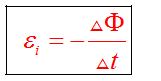 εᵢ = − ΔΦ / Δt